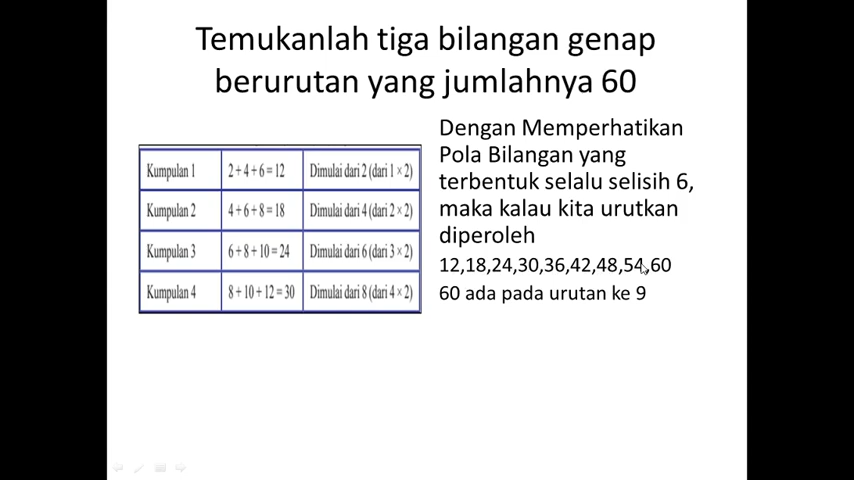 Temukanlah tiga bilangan genap
berurutan yang jumlahnya 60
Kumpulan 1 2 + 4 + 6 = 12 Dimulai dari 2 (dari 1 × 2)
Kumpulan 2 4 + 6 + 8 = 18 Dimulai dari 4 (dari 2 × 2)
Kumpulan 3 6 + 8 + 10 = 24 Dimulai dari 6 (dari 3 × 2)
Kumpulan 4 8 + 10 + 12 = 30 Dimulai dari 8 (dari 4 × 2)
Dengan Memperhatikan
Pola Bilangan yang
terbentuk selalu selisih 6,
maka kalau kita urutkan
diperoleh
12,18,24,30,36,42,48,54,60
60 ada pada urutan ke 9